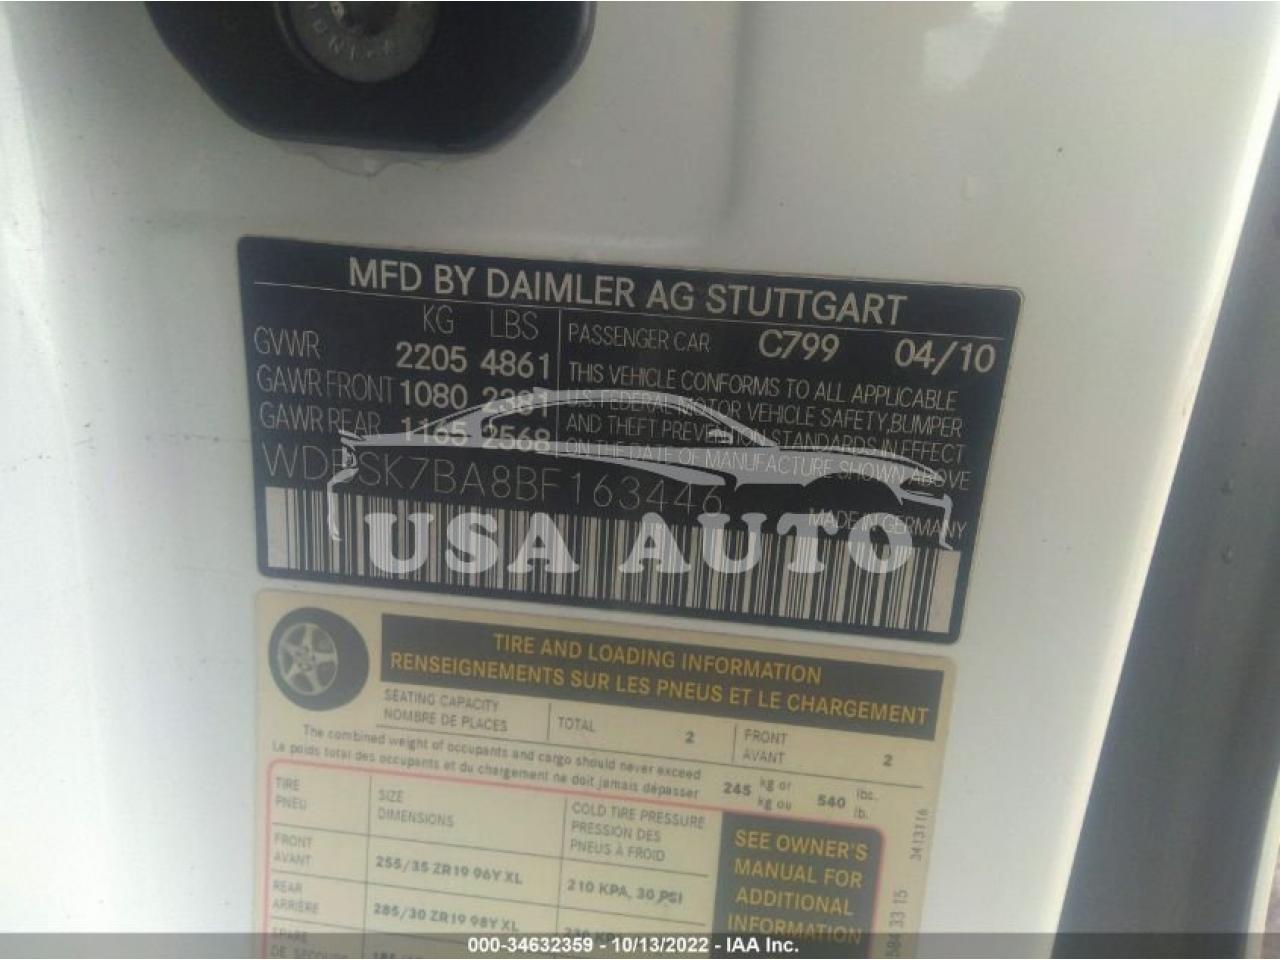 MFD BY DAIMLER AG STUTTGART
KG LBS
GVWR 2205 4861
GAWR FRONT 1080 2381
GAWR REAR 1165 2568
PASSENGER CAR C799 04/10
THIS VEHICLE CONFORMS TO ALL APPLICABLE
U.S. FEDERAL MOTOR VEHICLE SAFETY,BUMPER
AND THEFT PREVENTION STANDARDS IN EFFECT
ON THE DATE OF MANUFACTURE SHOWN ABOVE
MADE IN GERMANY
USA AUTO
TIRE AND LOADING INFORMATION
RENSEIGNEMENTS SUR LES PNEUS ET LE CHARGEMENT
SEATING CAPACITY
NOMBRE DE PLACES
TOTAL 2
FRONT
AVANT 2
The combined weight of occupants and cargo should never exceed
Le poids total des occupants et du chargement ne doit jamais dépasser
245 kg or
kg ou
540 lbs.
lb.
TIRE
PNEU
SIZE
DIMENSIONS
COLD TIRE PRESSURE
PRESSION DES
PNEUS À FROID
FRONT
AVANT
255/35 ZR19 96Y XL
210 KPA, 30 PSI
REAR
ARRIÈRE
285/30 ZR19 98Y XL
SEE OWNER'S
MANUAL FOR
ADDITIONAL
INFORMATION
3413116
584 33 15
000-34632359 - 10/13/2022 - IAA Inc.